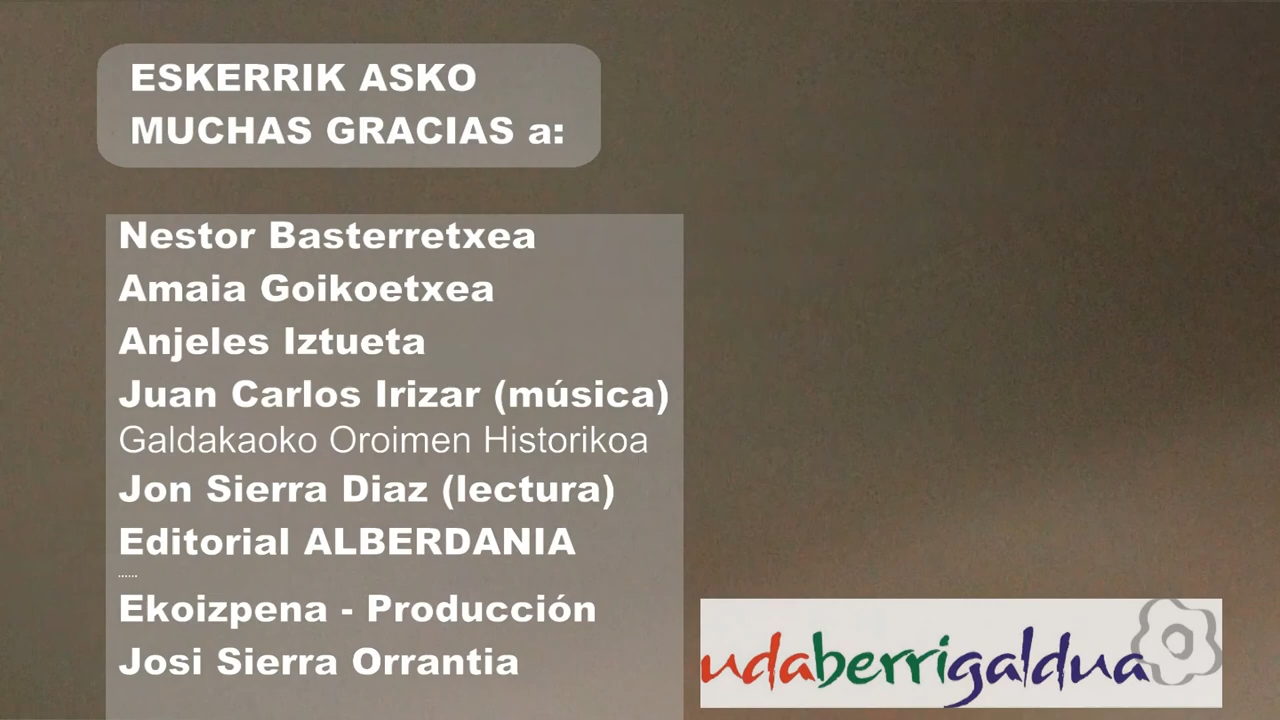 ESKERRIK ASKO
MUCHAS GRACIAS a:
Nestor Basterretxea
Amaia Goikoetxea
Anjeles Iztueta
Juan Carlos Irizar (música)
Galdakaoko Oroimen Historikoa
Jon Sierra Diaz (lectura)
Editorial ALBERDANIA
......
Ekoizpena - Producción
Josi Sierra Orrantia
udaberrigaldua